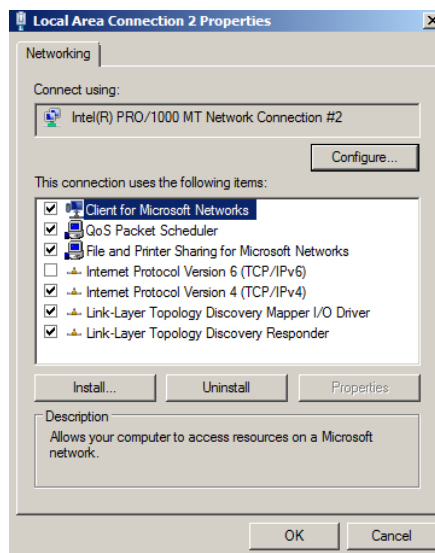 Local Area Connection 2 Properties
Networking
Connect using:
Intel(R) PRO/1000 MT Network Connection #2
Configure...
This connection uses the following items:
Client for Microsoft Networks
QoS Packet Scheduler
File and Printer Sharing for Microsoft Networks
Internet Protocol Version 6 (TCP/IPv6)
Internet Protocol Version 4 (TCP/IPv4)
Link-Layer Topology Discovery Mapper I/O Driver
Link-Layer Topology Discovery Responder
Install... Uninstall Properties
Description
Allows your computer to access resources on a Microsoft
network.
OK Cancel